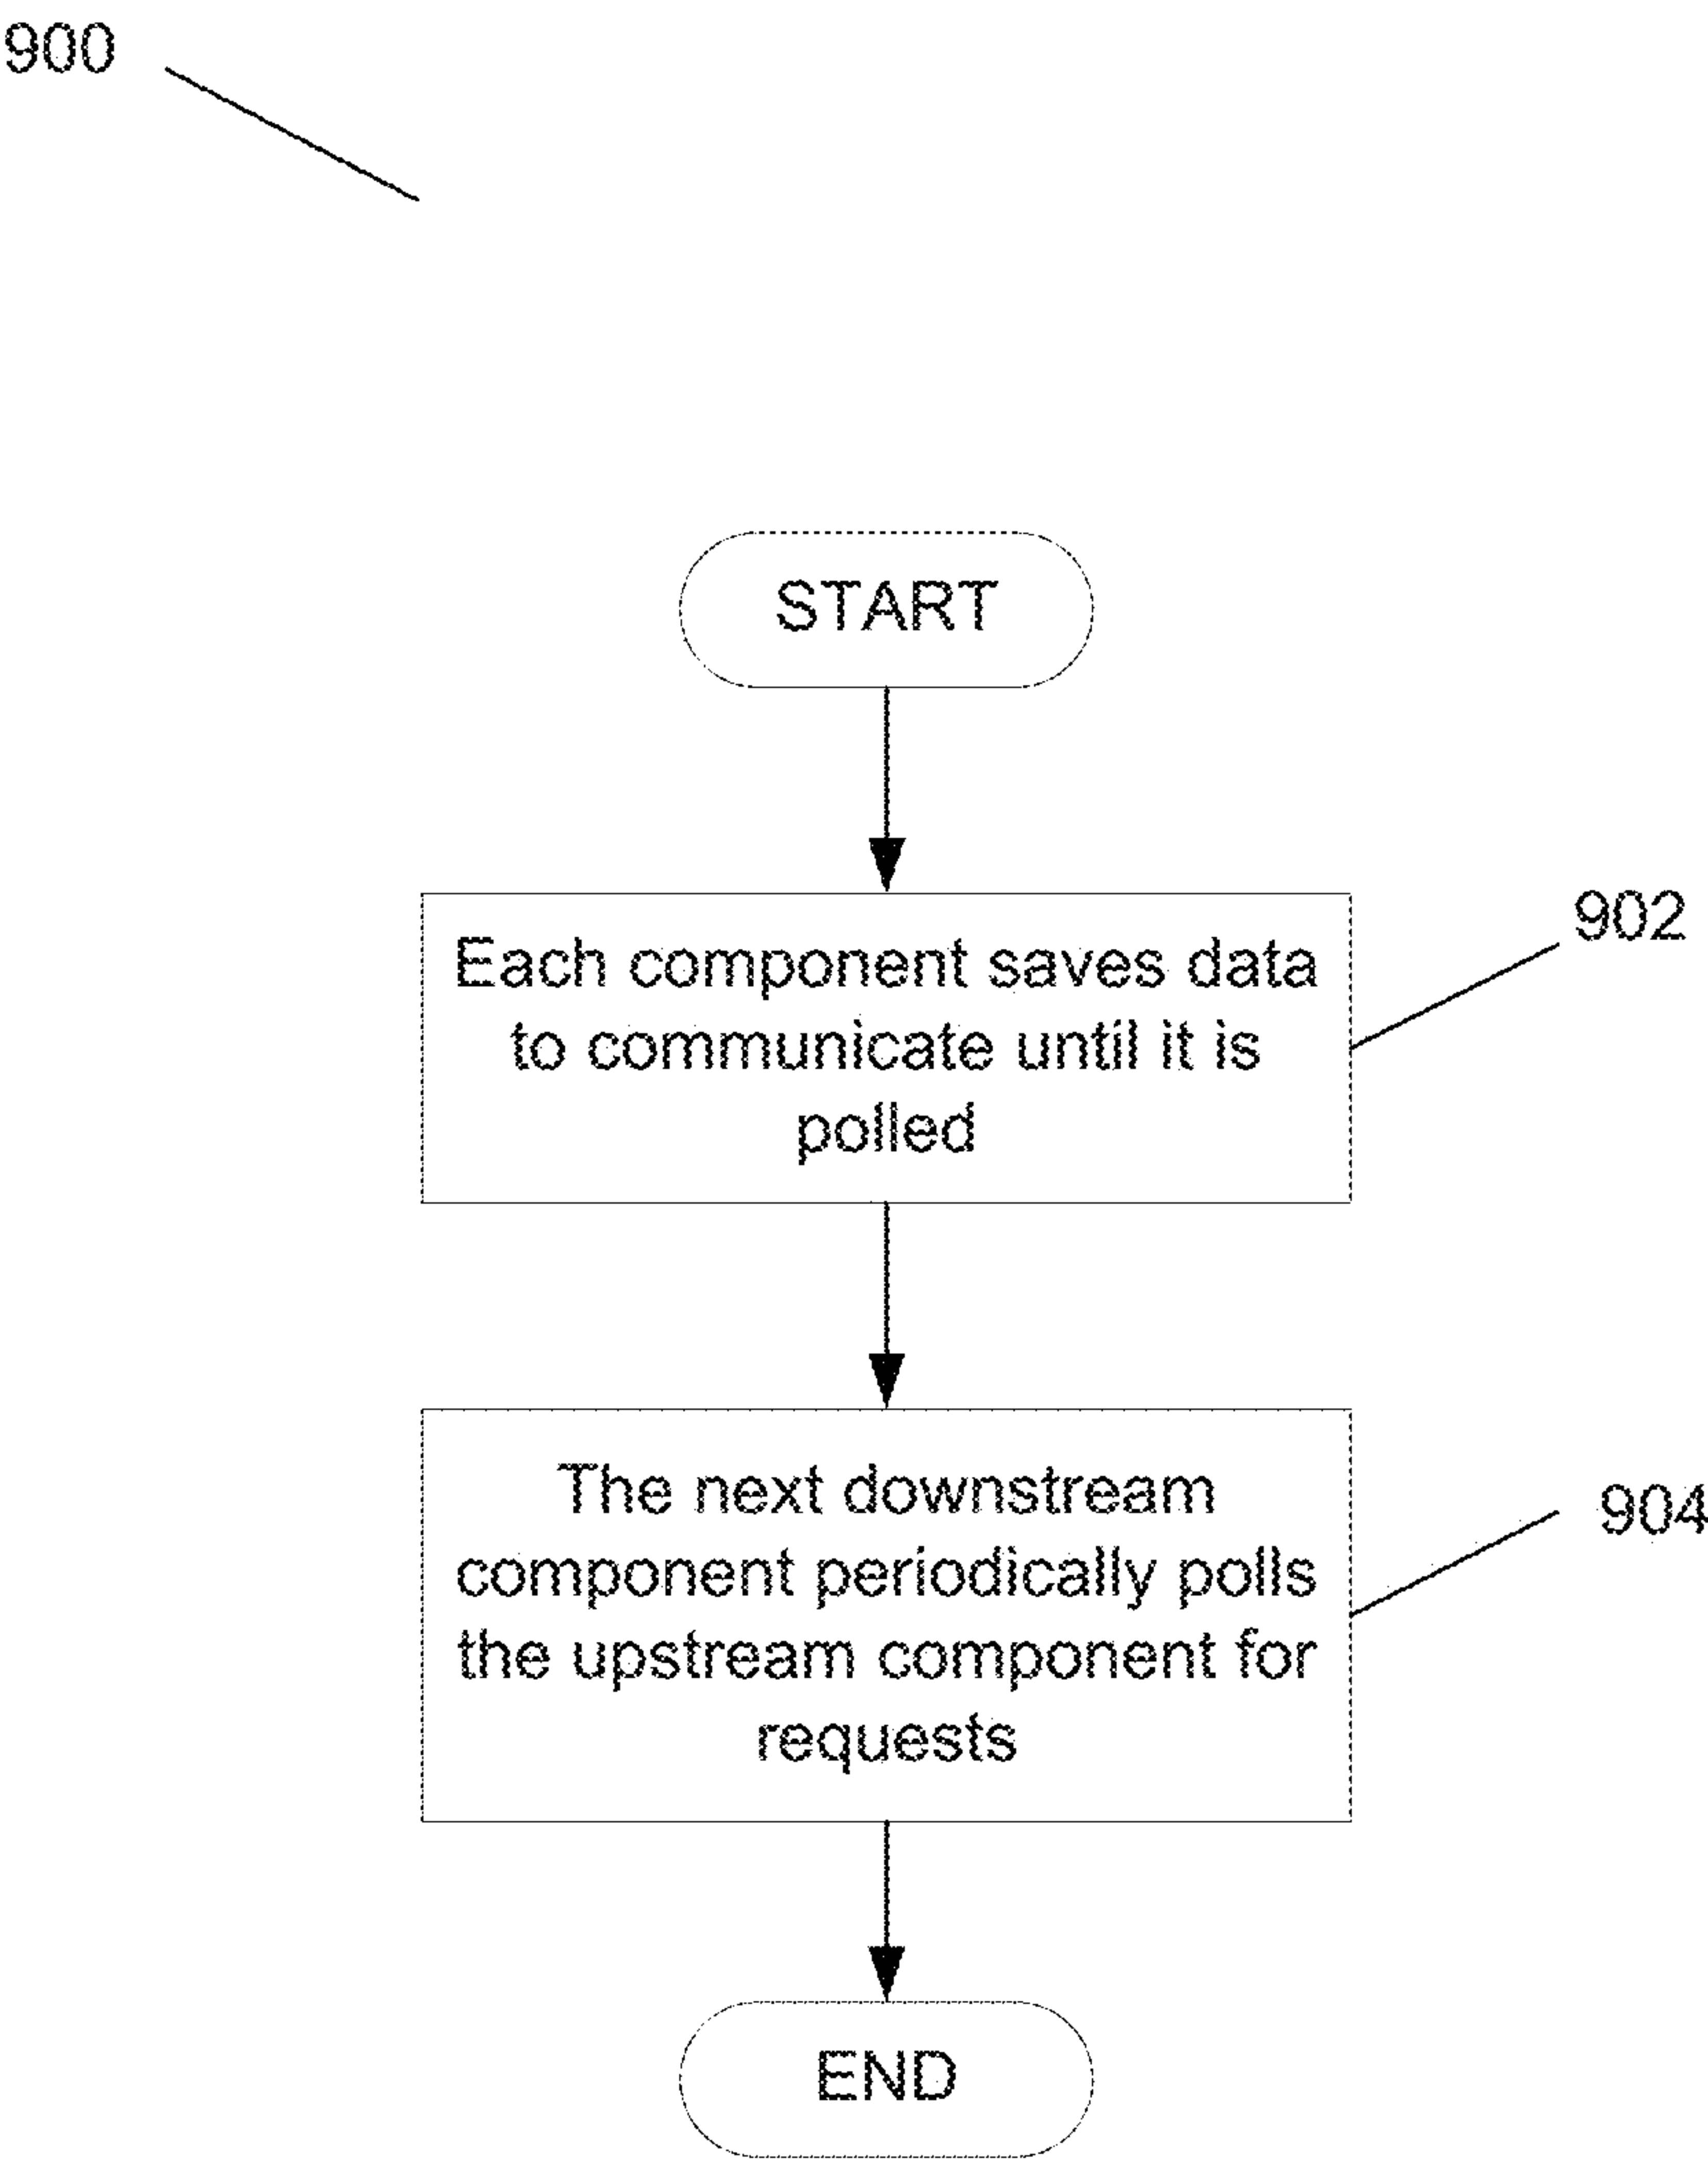 900
START
Each component saves data
to communicate until it is
polled
902
The next downstream
component periodically polls
the upstream component for
requests
904
END